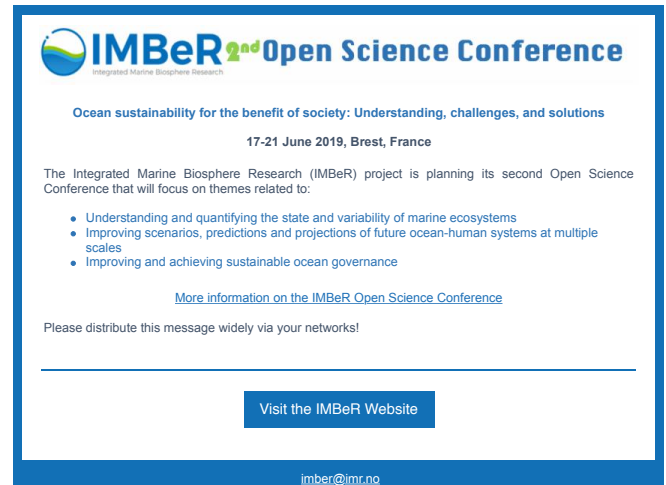 IMBeR 2nd Open Science Conference
Integrated Marine Biosphere Research
Ocean sustainability for the benefit of society: Understanding, challenges, and solutions
17-21 June 2019, Brest, France
The Integrated Marine Biosphere Research (IMBeR) project is planning its second Open Science
Conference that will focus on themes related to:
● Understanding and quantifying the state and variability of marine ecosystems
● Improving scenarios, predictions and projections of future ocean-human systems at multiple
scales
● Improving and achieving sustainable ocean governance
More information on the IMBeR Open Science Conference
Please distribute this message widely via your networks!
Visit the IMBeR Website
imber@imr.no